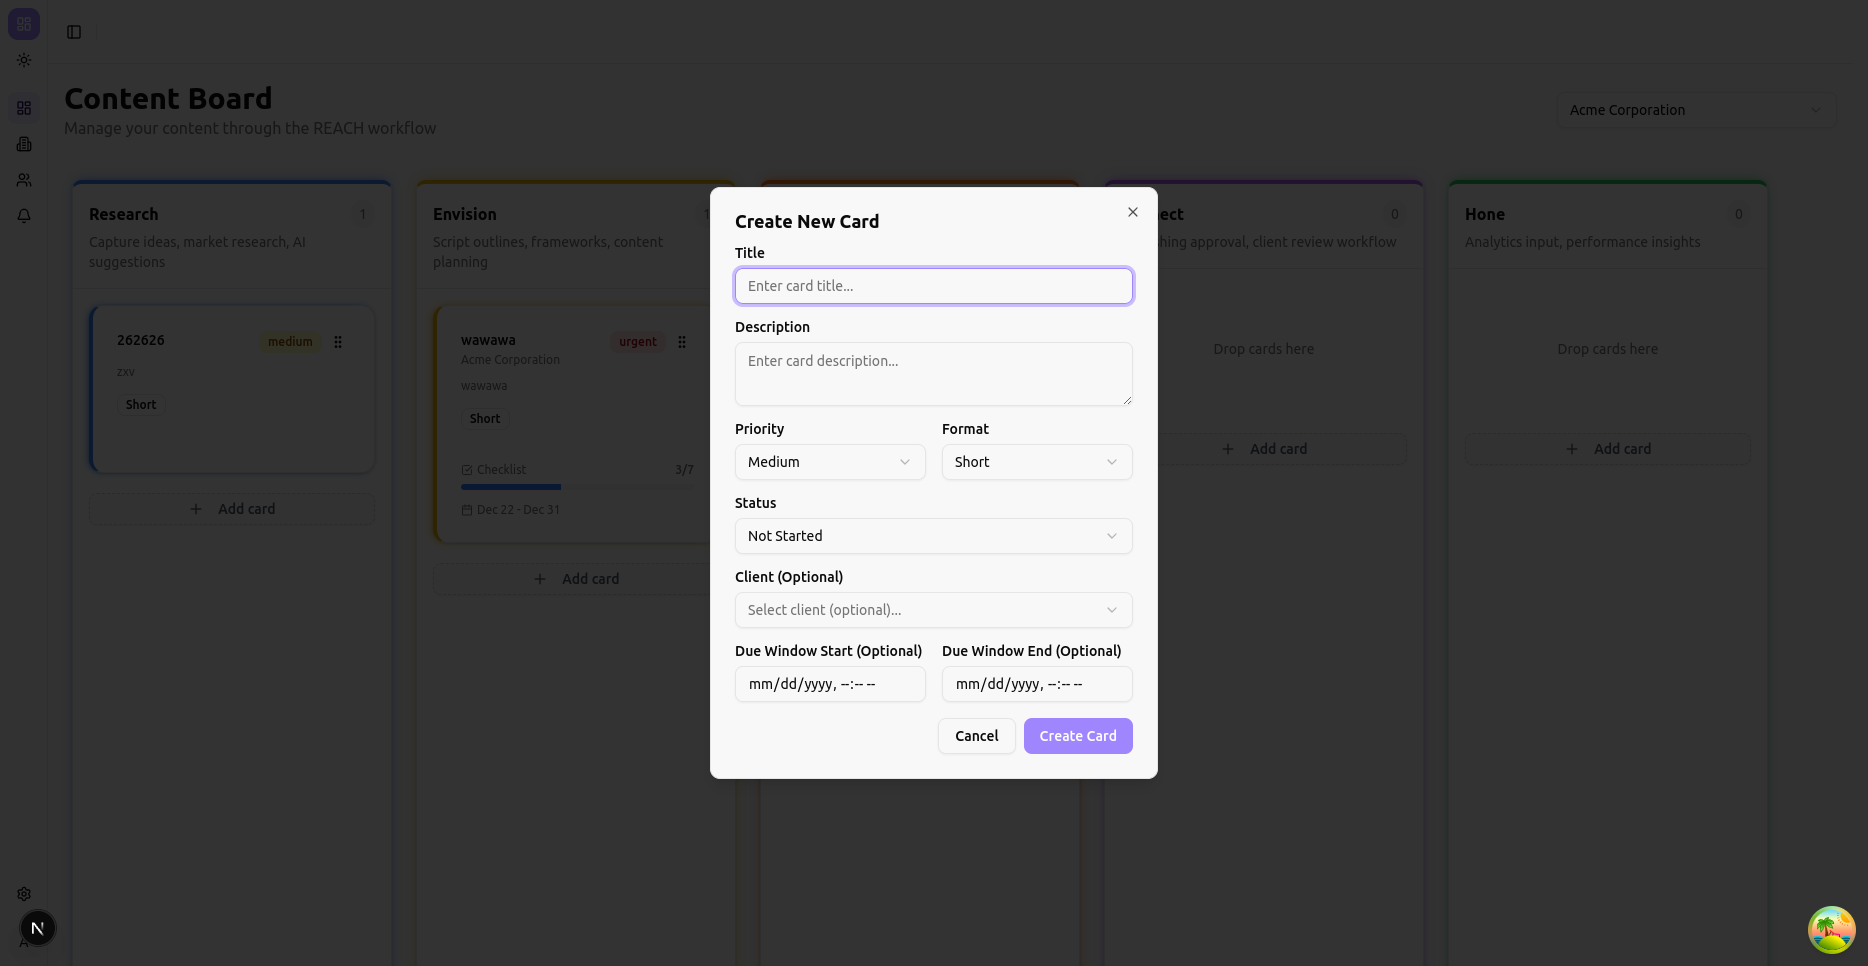 Content Board
Manage your content through the REACH workflow
Acme Corporation
Research
1
Capture ideas, market research, AI
suggestions
262626
medium
zxv
Short
Add card
Envision
1
Script outlines, frameworks, content
planning
wawawa
urgent
Acme Corporation
wawawa
Short
Checklist
3/7
Dec 22 - Dec 31
Add card
Create New Card
Title
Enter card title...
Description
Enter card description...
Priority
Format
Medium
Short
Status
Not Started
Client (Optional)
Select client (optional)...
Due Window Start (Optional)
Due Window End (Optional)
mm/dd/yyyy, --:-- --
mm/dd/yyyy, --:-- --
Cancel
Create Card
0
approval, client review workflow
Drop cards here
Add card
Hone
0
Analytics input, performance insights
Drop cards here
Add card
N